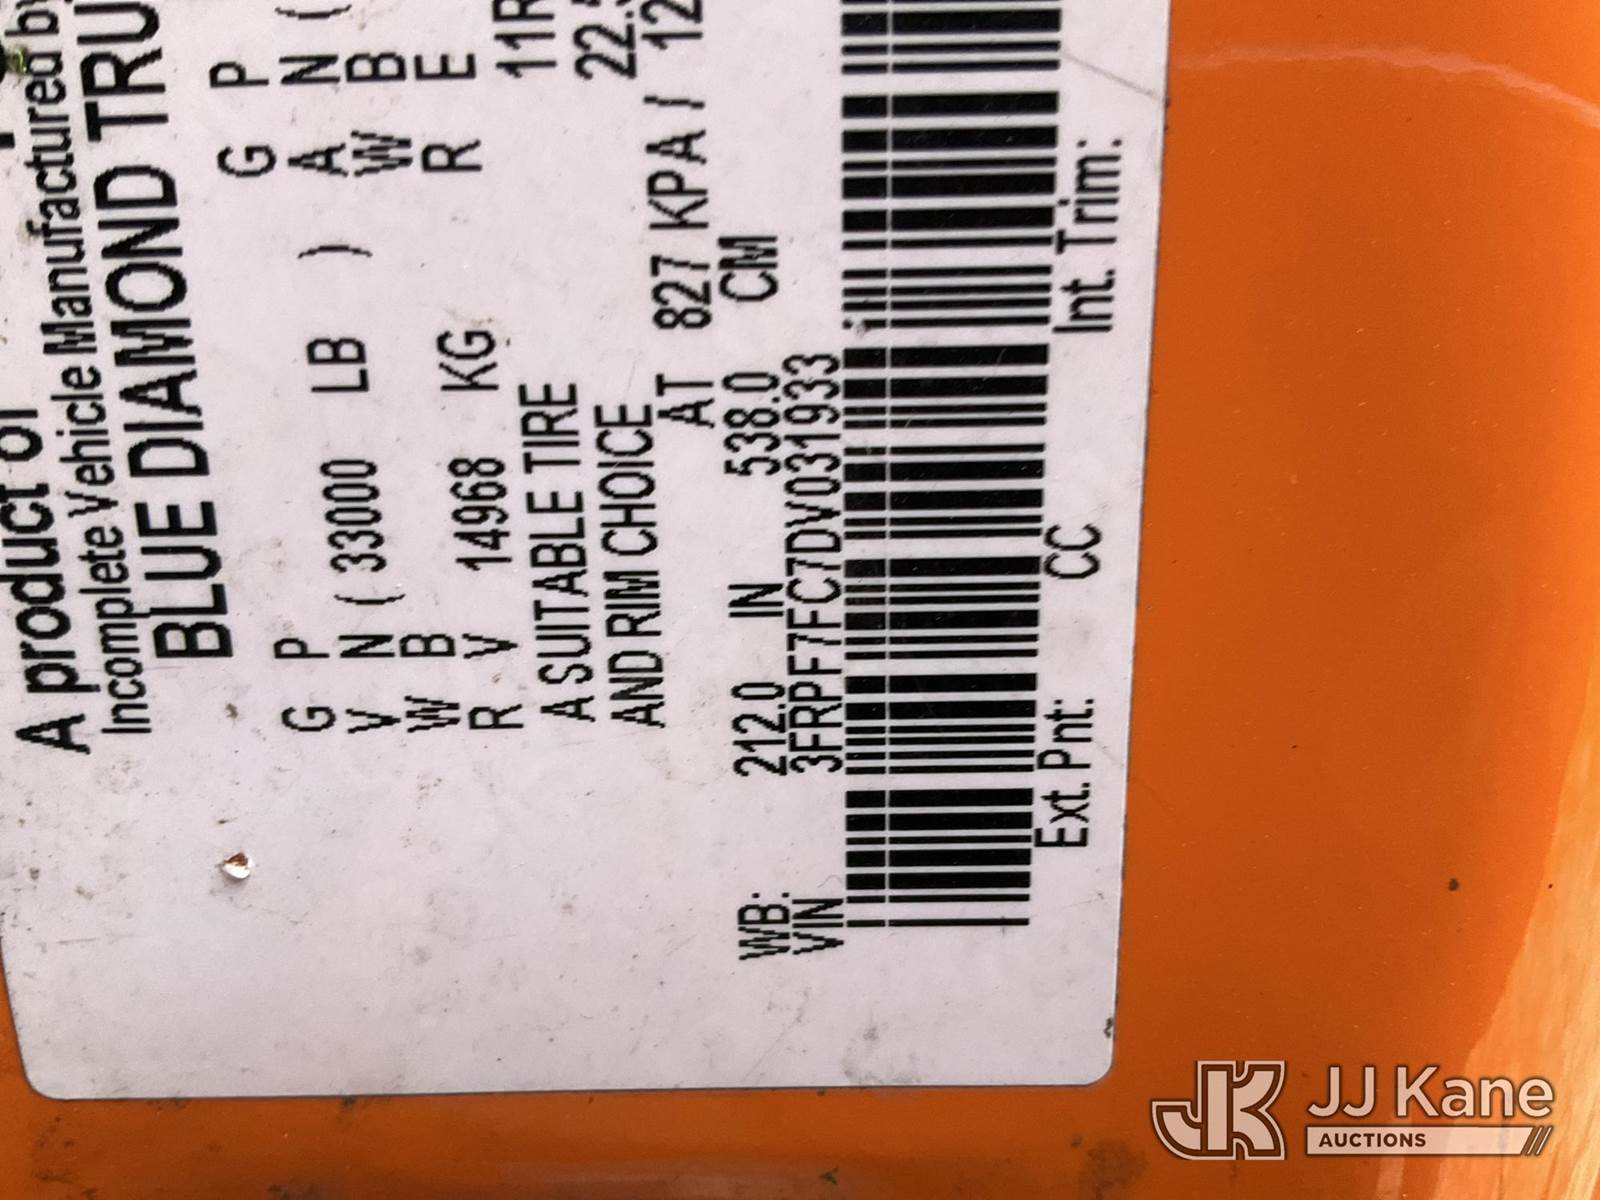 A product of
Incomplete Vehicle Manufactured by
BLUE DIAMOND TRU
G P G P
V N ( 33000 LB ) A N (
W B W B
R V 14968 KG R E
A SUITABLE TIRE 11R
AND RIM CHOICE 22.
AT 827 KPA / 12
WB: 212.0 IN 538.0 CM
VIN 3FRPF7FC7DV031933
Ext. Pnt: CC Int. Trim:
JJ Kane
AUCTIONS